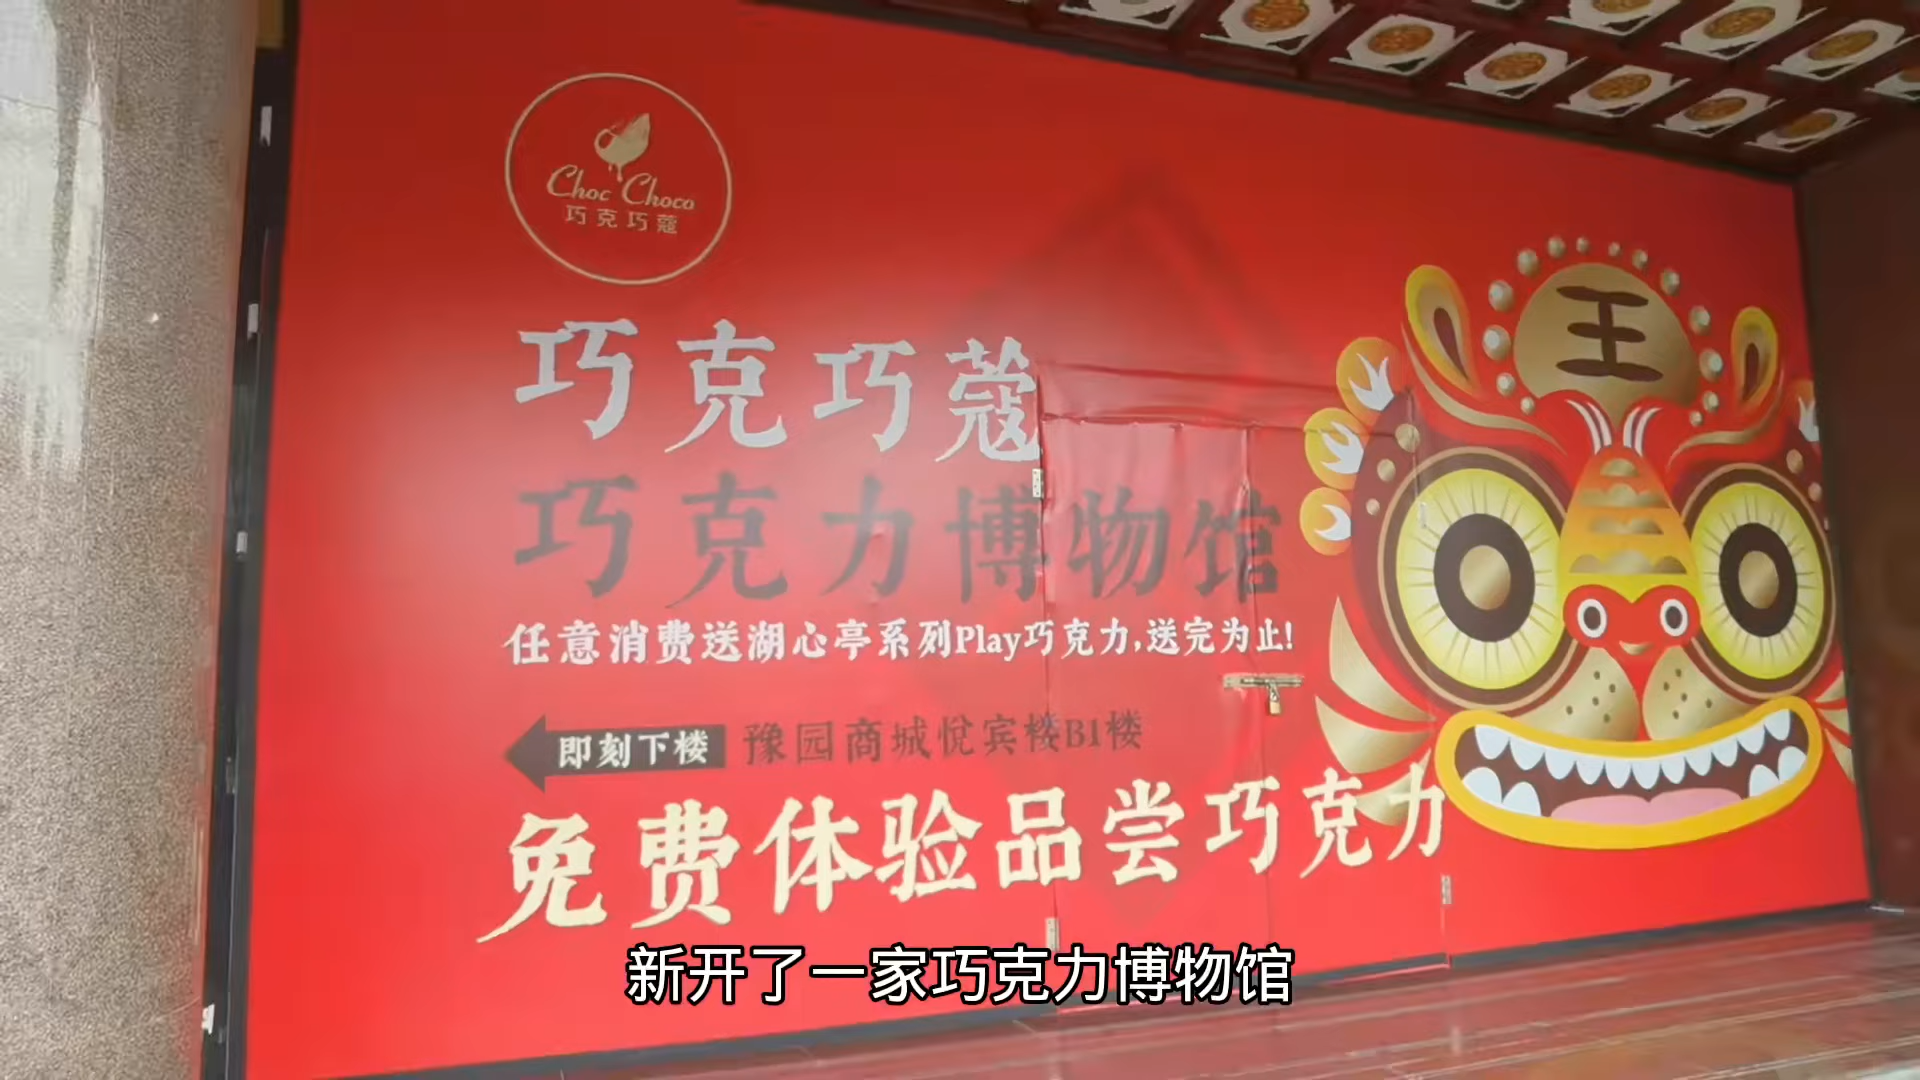 Choc Choco
巧克巧蔻
巧克巧蔻
巧克力博物馆
任意消费送湖心亭系列Play巧克力,送完为止!
即刻下楼 豫园商城悦宾楼B1楼
免费体验品尝巧克力
王
新开了一家巧克力博物馆